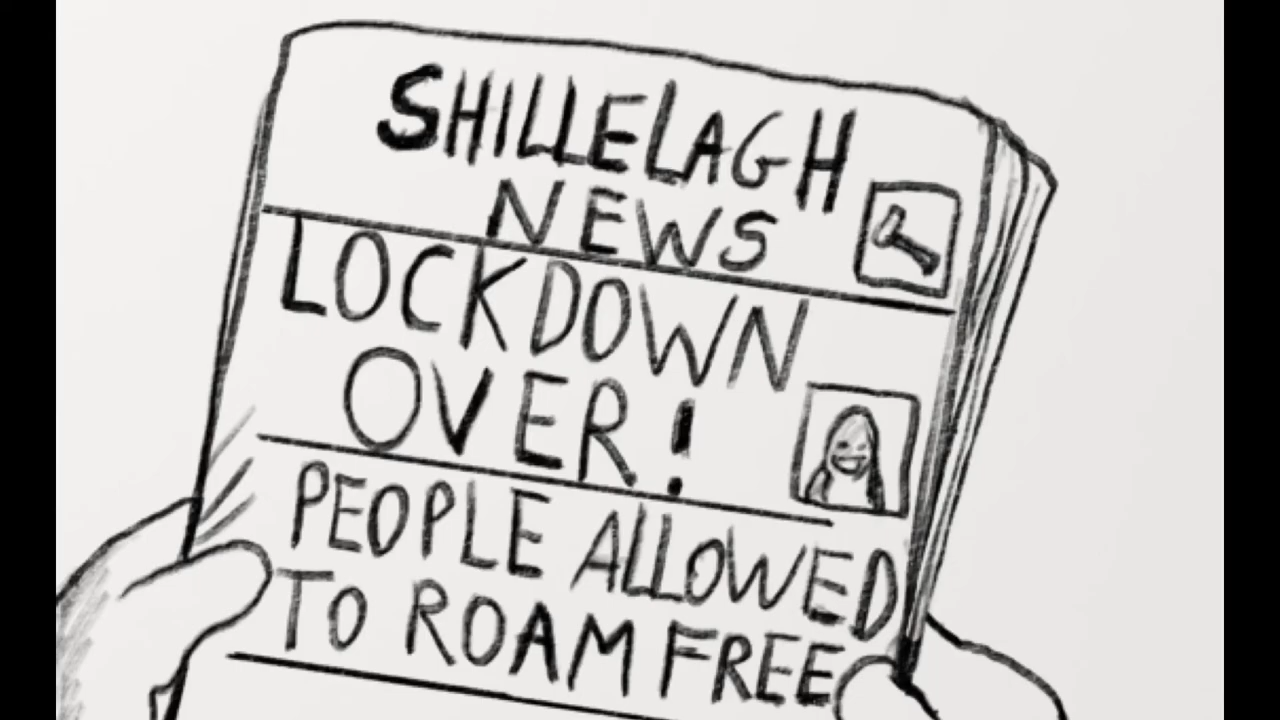 SHILLELAGH
NEWS
LOCKDOWN
OVER!
PEOPLE ALLOWED
TO ROAM FREE